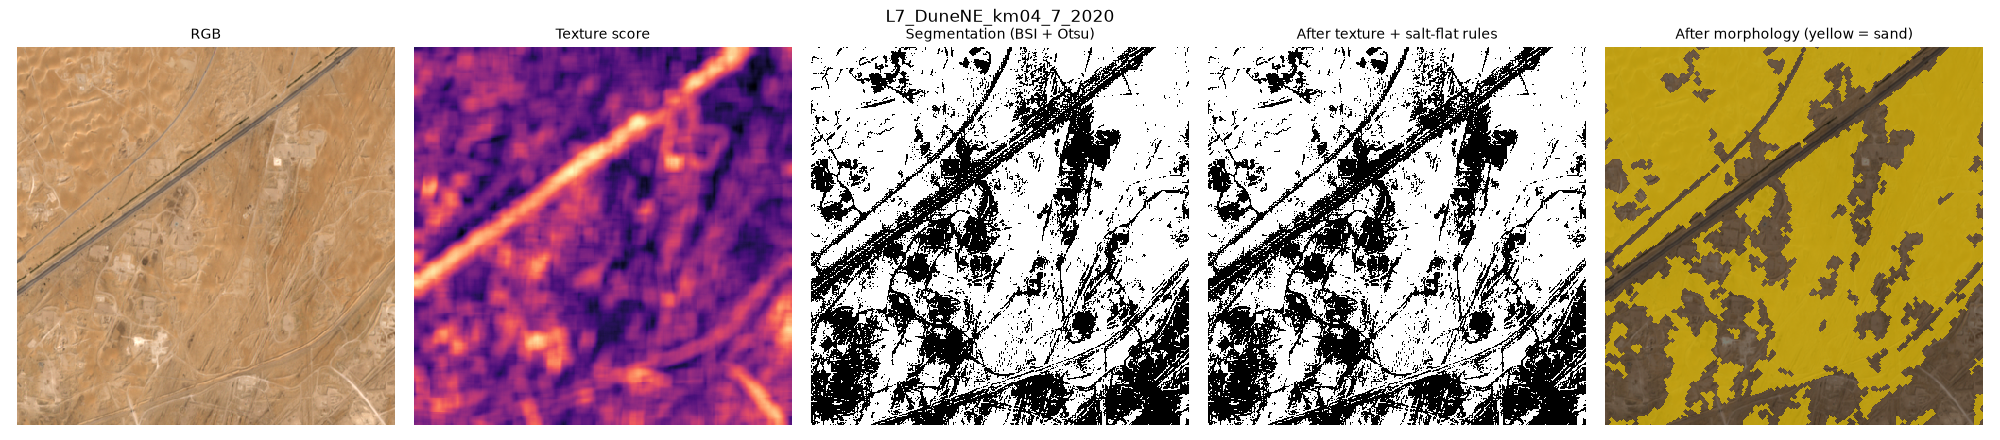 L7_DuneNE_km04_7_2020
RGB
Texture score
Segmentation (BSI + Otsu)
After texture + salt-flat rules
After morphology (yellow = sand)